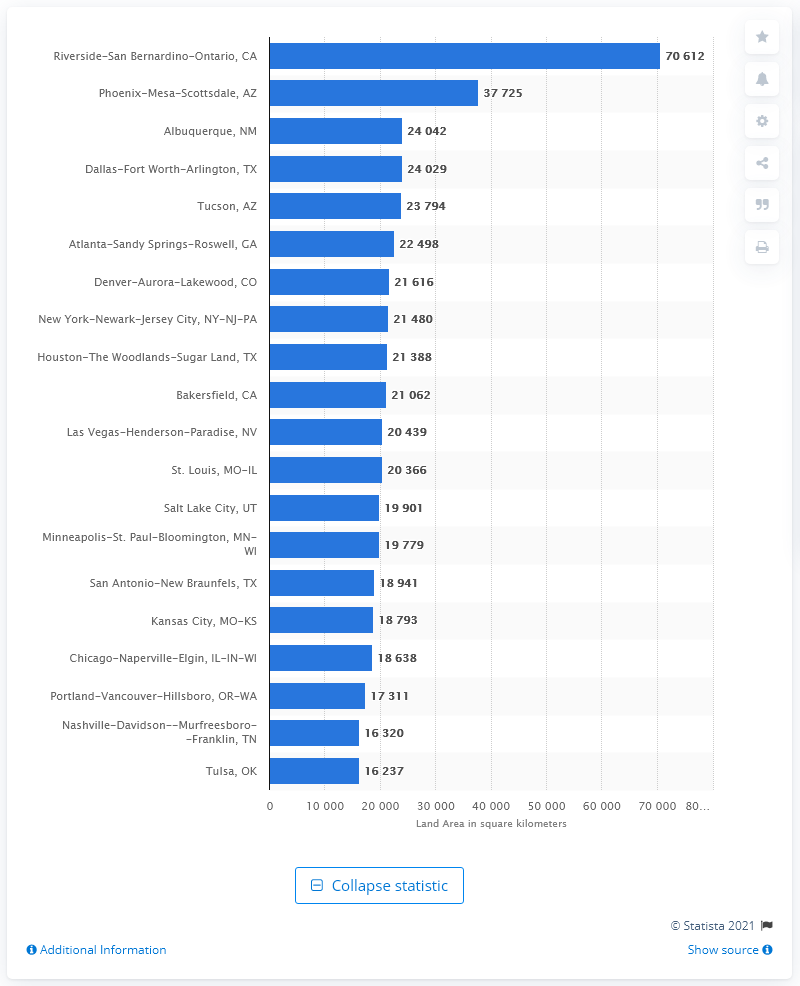 Riverside-San Bernardino-Ontario, CA 70 612
Phoenix-Mesa-Scottsdale, AZ 37 725
Albuquerque, NM 24 042
Dallas-Fort Worth-Arlington, TX 24 029
Tucson, AZ 23 794
Atlanta-Sandy Springs-Roswell, GA 22 498
Denver-Aurora-Lakewood, CO 21 616
New York-Newark-Jersey City, NY-NJ-PA 21 480
Houston-The Woodlands-Sugar Land, TX 21 388
Bakersfield, CA 21 062
Las Vegas-Henderson-Paradise, NV 20 439
St. Louis, MO-IL 20 366
Salt Lake City, UT 19 901
Minneapolis-St. Paul-Bloomington, MN-
WI 19 779
San Antonio-New Braunfels, TX 18 941
Kansas City, MO-KS 18 793
Chicago-Naperville-Elgin, IL-IN-WI 18 638
Portland-Vancouver-Hillsboro, OR-WA 17 311
Nashville-Davidson--Murfreesboro-
-Franklin, TN 16 320
Tulsa, OK 16 237
0 10 000 20 000 30 000 40 000 50 000 60 000 70 000 80…
Land Area in square kilometers
Collapse statistic
© Statista 2021
Additional Information Show source